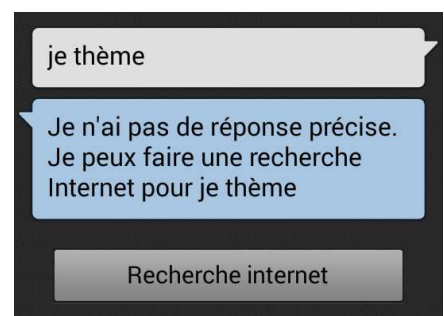 je thème
Je n'ai pas de réponse précise.
Je peux faire une recherche
Internet pour je thème
Recherche internet